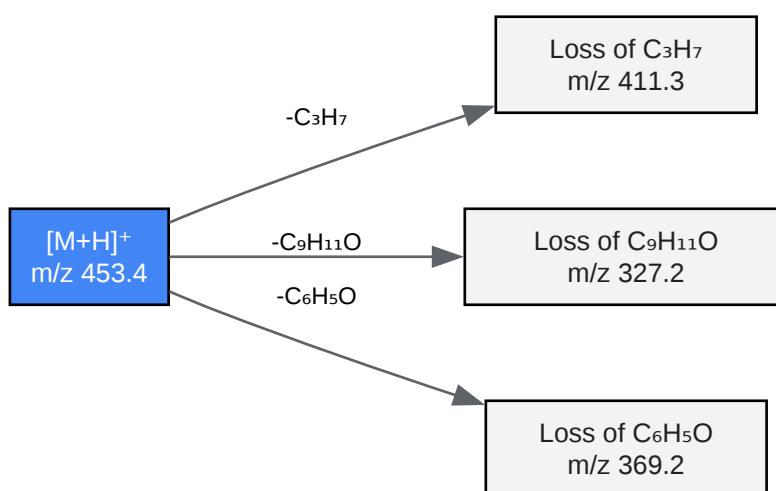 Loss of C₃H₇
m/z 411.3
-C₃H₇
[M+H]⁺
m/z 453.4
-C₉H₁₁O
Loss of C₉H₁₁O
m/z 327.2
-C₆H₅O
Loss of C₆H₅O
m/z 369.2